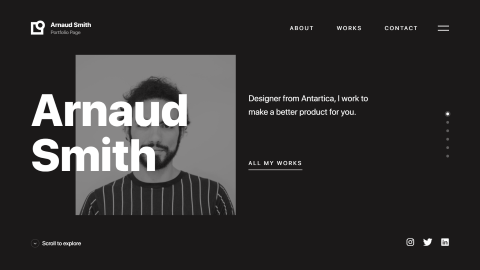 Arnaud Smith
Portfolio Page
ABOUT
WORKS
CONTACT
Arnaud
Smith
Designer from Antartica, I work to
make a better product for you.
ALL MY WORKS
Scroll to explore